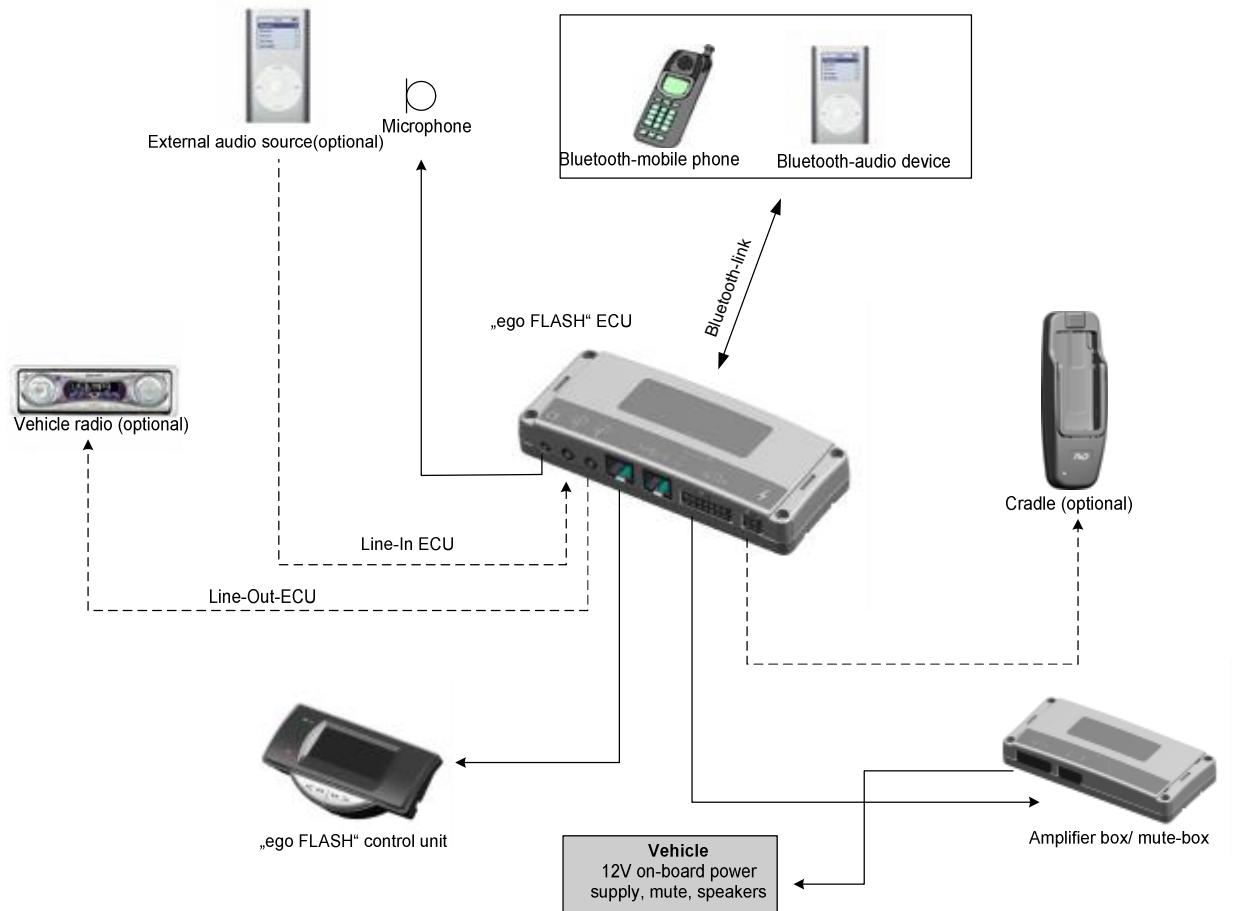 External audio source(optional)
Microphone
Bluetooth-mobile phone
Bluetooth-audio device
Bluetooth-link
„ego FLASH“ ECU
Vehicle radio (optional)
Cradle (optional)
Line-In ECU
Line-Out-ECU
„ego FLASH“ control unit
Amplifier box/ mute-box
Vehicle
12V on-board power
supply, mute, speakers